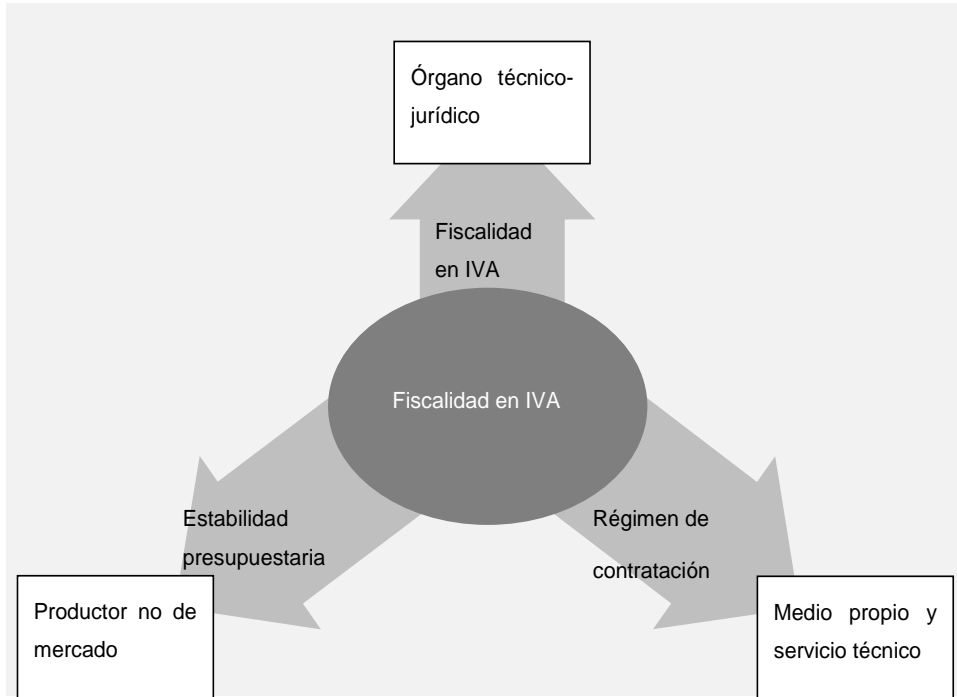 Órgano técnico-
jurídico
Fiscalidad
en IVA
Fiscalidad en IVA
Estabilidad
presupuestaria
Régimen de
contratación
Productor no de
mercado
Medio propio y
servicio técnico